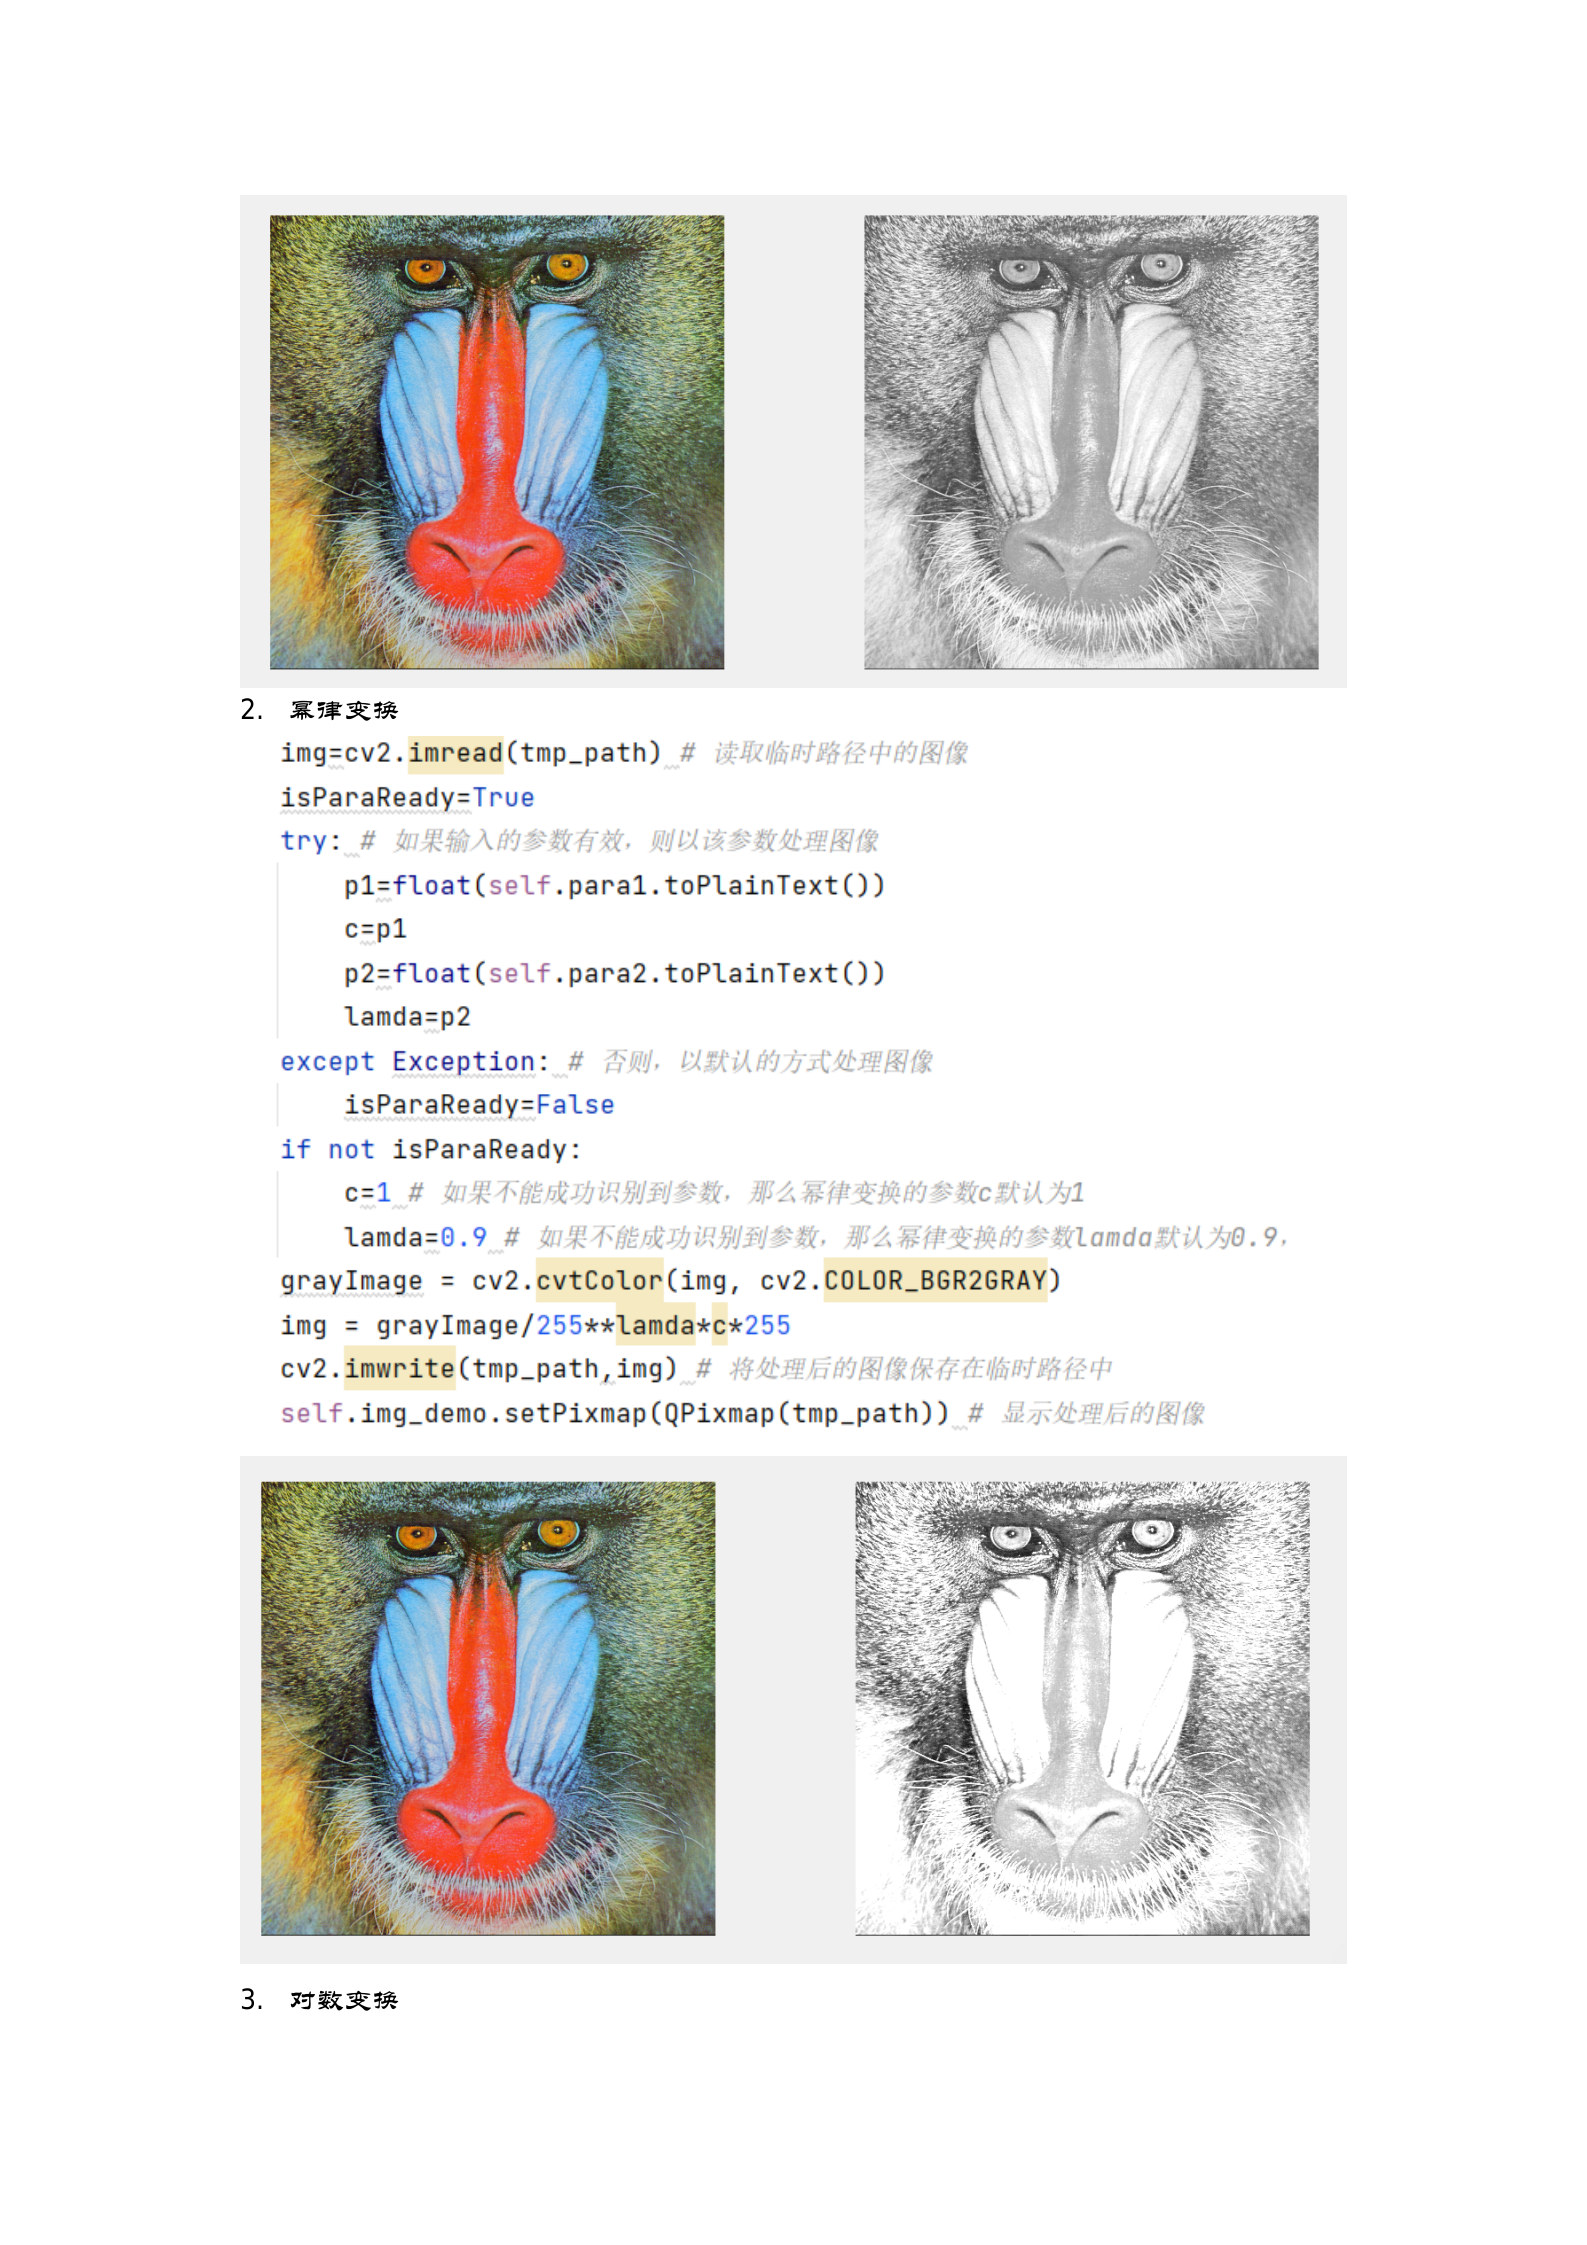 2. 幂律变换
img=cv2.imread(tmp_path) # 读取临时路径中的图像
isParaReady=True
try: # 如果输入的参数有效，则以该参数处理图像
    p1=float(self.para1.toPlainText())
    c=p1
    p2=float(self.para2.toPlainText())
    lamda=p2
except Exception: # 否则，以默认的方式处理图像
    isParaReady=False
if not isParaReady:
    c=1 # 如果不能成功识别到参数，那么幂律变换的参数c默认为1
    lamda=0.9 # 如果不能成功识别到参数，那么幂律变换的参数lamda默认为0.9，
grayImage = cv2.cvtColor(img, cv2.COLOR_BGR2GRAY)
img = grayImage/255**lamda*c*255
cv2.imwrite(tmp_path,img) # 将处理后的图像保存在临时路径中
self.img_demo.setPixmap(QPixmap(tmp_path)) # 显示处理后的图像
3. 对数变换